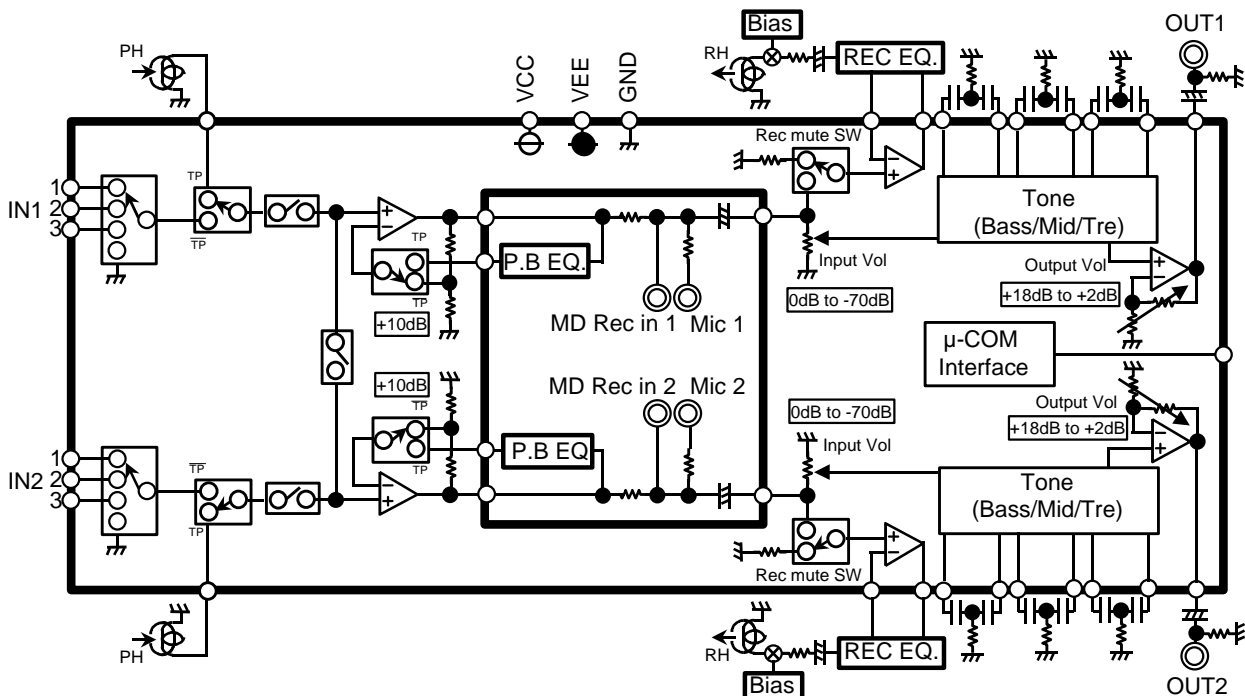 Bias
OUT1
PH
RH
REC EQ.
VCC
VEE
GND
Rec mute SW
TP
IN1
1
2
3
TP
Tone
(Bass/Mid/Tre)
TP
P.B EQ.
Input Vol
Output Vol
TP
+10dB
MD Rec in 1
Mic 1
0dB to -70dB
+18dB to +2dB
µ-COM
Interface
+10dB
MD Rec in 2
Mic 2
0dB to -70dB
TP
Output Vol
Input Vol
+18dB to +2dB
IN2
1
2
3
TP
P.B EQ.
TP
Tone
(Bass/Mid/Tre)
TP
Rec mute SW
PH
RH
REC EQ.
Bias
OUT2